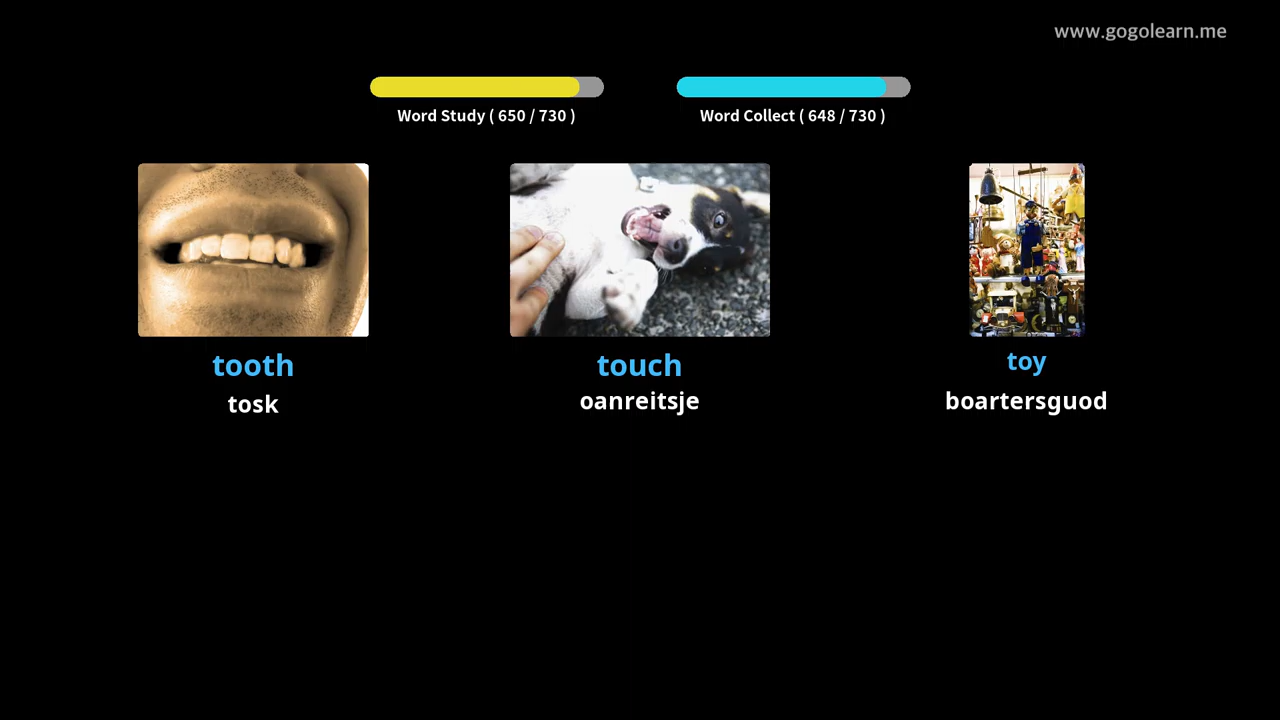 www.gogolearn.me
Word Study ( 650 / 730 )
Word Collect ( 648 / 730 )
tooth
touch
toy
tosk
oanreitsje
boartersguod